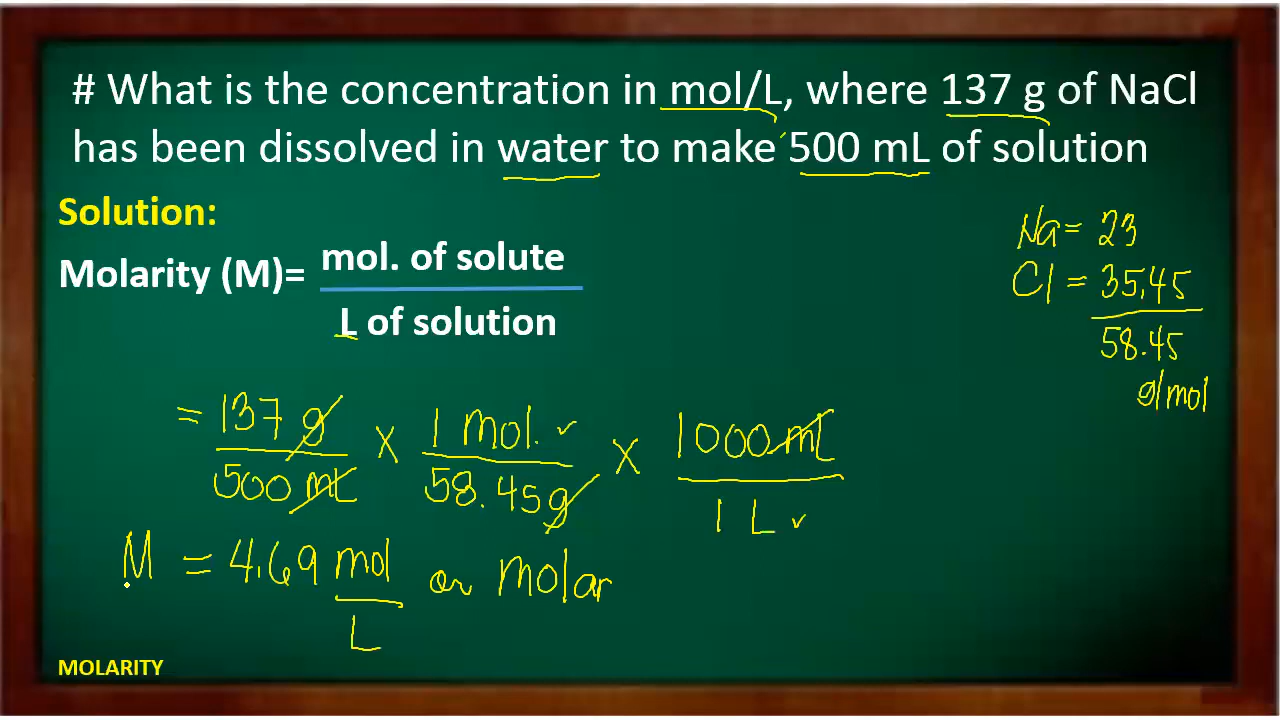 # What is the concentration in mol/L, where 137 g of NaCl
has been dissolved in water to make 500 mL of solution
Solution:
Molarity (M)= mol. of solute
L of solution
Na = 23
Cl = 35.45
58.45
g/mol
= 137 g × 1 mol. × 1000 mL
500 mL 58.45 g 1 L
M = 4.69 mol or molar
L
MOLARITY